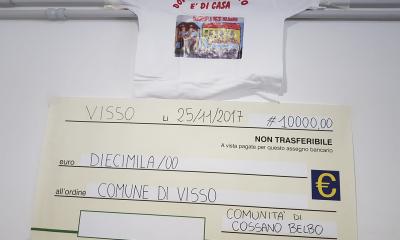 E' DI CASA
VISSO lì 25/11/2017 #10000,00
NON TRASFERIBILE
A vista pagate per questo assegno bancario
euro DIECIMILA/00
€
all'ordine COMUNE DI VISSO
COMUNITA' DI
COSSANO BELBO